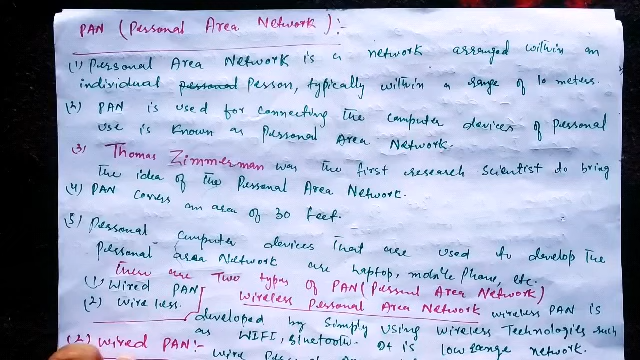 PAN (Personal Area Network):-
(1) Personal Area Network is a network arranged within an
individual personal Person, typically within a range of 10 meters.
(2) PAN is used for connecting the computer devices of personal
use is known as Personal Area Network.
(3) Thomas Zimmerman was the first research scientist to bring
the idea of the Personal Area Network.
(4) PAN covers an area of 30 feet.
(5) Personal computer devices that are used to develop the
personal area Network are laptop, mobile phone, etc.
There are Two types of PAN (Personal Area Network)
(1) Wired PAN
(2) Wireless
Wireless Personal Area Network wireless PAN is
developed by simply using wireless Technologies such
as WIFI, Bluetooth. It is low range network.
(2) Wired PAN:-